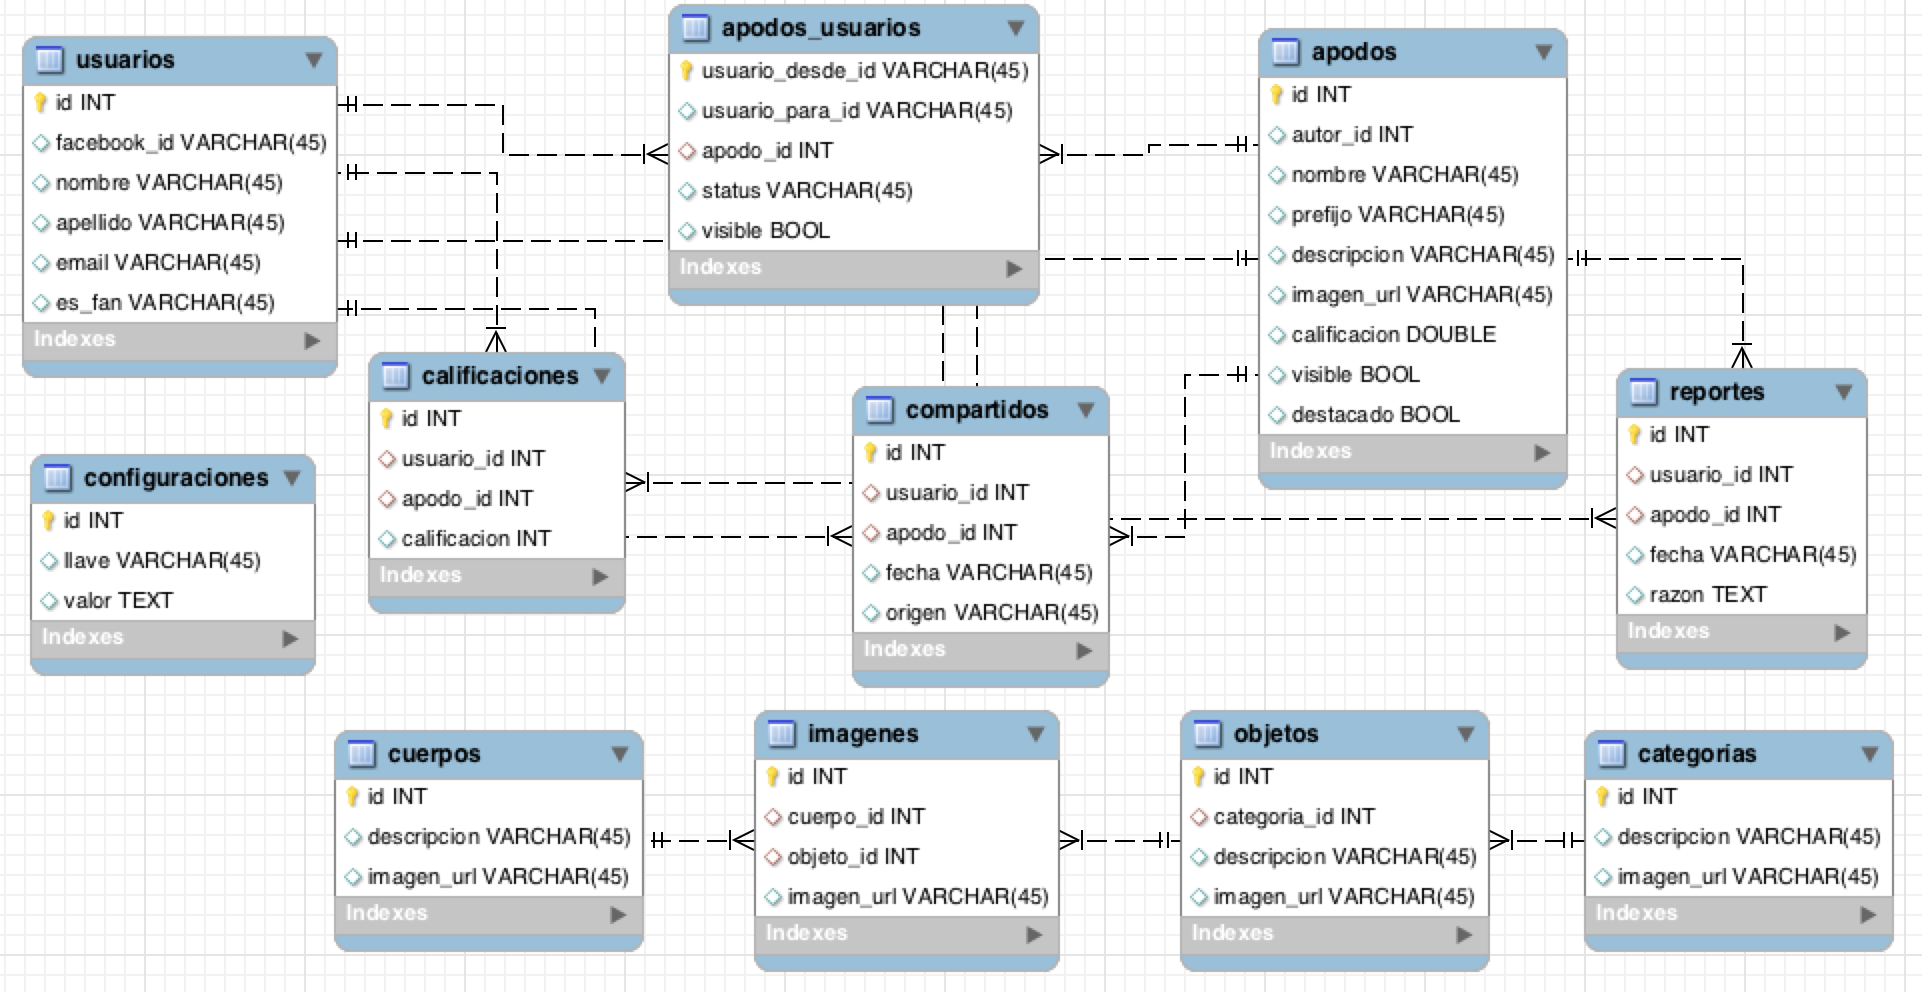 usuarios
id INT
facebook_id VARCHAR(45)
nombre VARCHAR(45)
apellido VARCHAR(45)
email VARCHAR(45)
es_fan VARCHAR(45)
Indexes
apodos_usuarios
usuario_desde_id VARCHAR(45)
usuario_para_id VARCHAR(45)
apodo_id INT
status VARCHAR(45)
visible BOOL
Indexes
apodos
id INT
autor_id INT
nombre VARCHAR(45)
prefijo VARCHAR(45)
descripcion VARCHAR(45)
imagen_url VARCHAR(45)
calificacion DOUBLE
visible BOOL
destacado BOOL
Indexes
calificaciones
id INT
usuario_id INT
apodo_id INT
calificacion INT
Indexes
compartidos
id INT
usuario_id INT
apodo_id INT
fecha VARCHAR(45)
origen VARCHAR(45)
Indexes
reportes
id INT
usuario_id INT
apodo_id INT
fecha VARCHAR(45)
razon TEXT
Indexes
configuraciones
id INT
llave VARCHAR(45)
valor TEXT
Indexes
cuerpos
id INT
descripcion VARCHAR(45)
imagen_url VARCHAR(45)
Indexes
imagenes
id INT
cuerpo_id INT
objeto_id INT
imagen_url VARCHAR(45)
Indexes
objetos
id INT
categoria_id INT
descripcion VARCHAR(45)
imagen_url VARCHAR(45)
Indexes
categorias
id INT
descripcion VARCHAR(45)
imagen_url VARCHAR(45)
Indexes